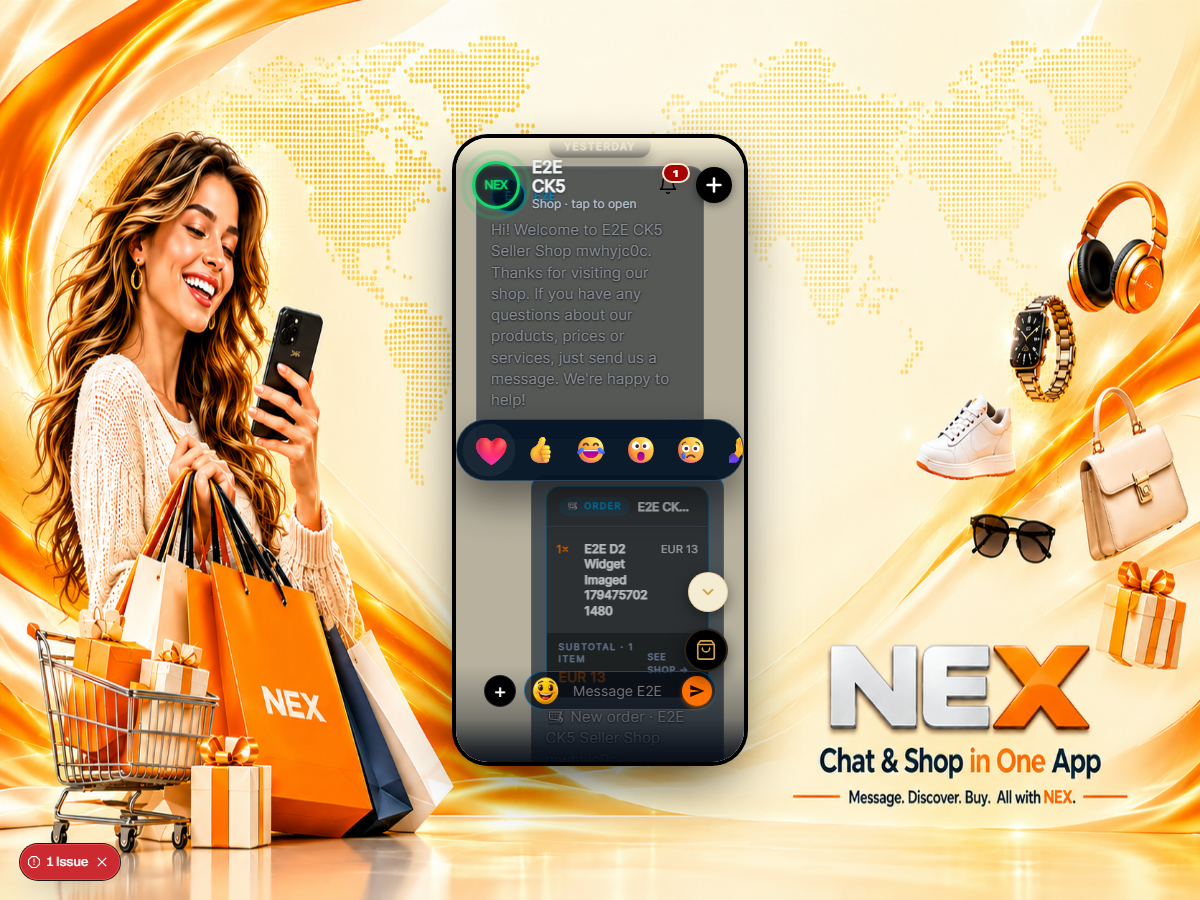 YESTERDAY
NEX
E2E
CK5
1
Shop · tap to open
Hi! Welcome to E2E CK5
Seller Shop mwhyjc0c.
Thanks for visiting our
shop. If you have any
questions about our
products, prices or
services, just send us a
message. We're happy to
help!
ORDER
E2E CK...
1×
E2E D2
Widget
Imaged
179475702
1480
EUR 13
SUBTOTAL · 1
ITEM
SEE
SHOP →
EUR 13
Message E2E
New order · E2E
CK5 Seller Shop
NEX
NEX
Chat & Shop in One App
Message. Discover. Buy. All with NEX.
1 Issue